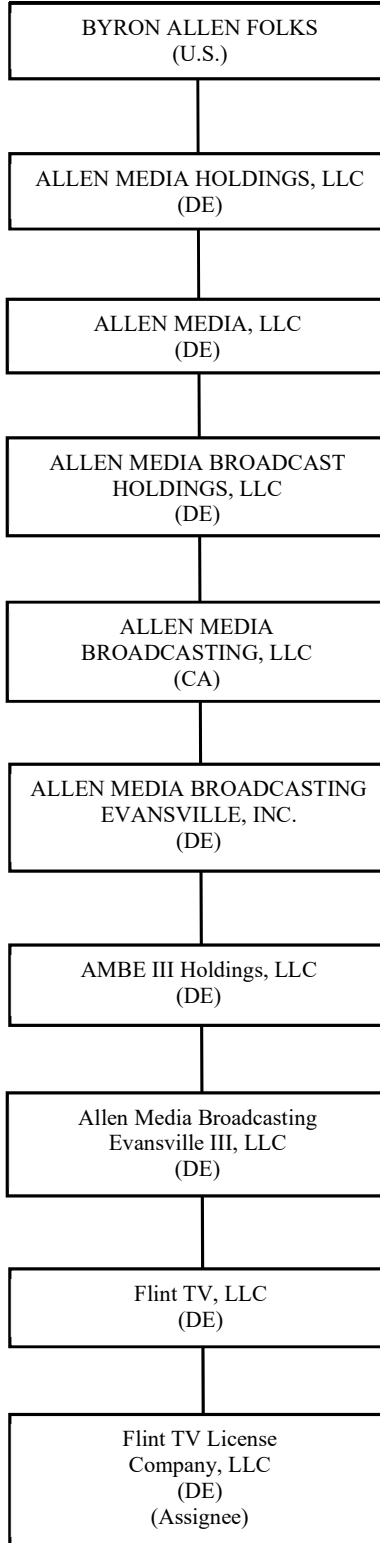 BYRON ALLEN FOLKS
(U.S.)
ALLEN MEDIA HOLDINGS, LLC
(DE)
ALLEN MEDIA, LLC
(DE)
ALLEN MEDIA BROADCAST
HOLDINGS, LLC
(DE)
ALLEN MEDIA
BROADCASTING, LLC
(CA)
ALLEN MEDIA BROADCASTING
EVANSVILLE, INC.
(DE)
AMBE III Holdings, LLC
(DE)
Allen Media Broadcasting
Evansville III, LLC
(DE)
Flint TV, LLC
(DE)
Flint TV License
Company, LLC
(DE)
(Assignee)